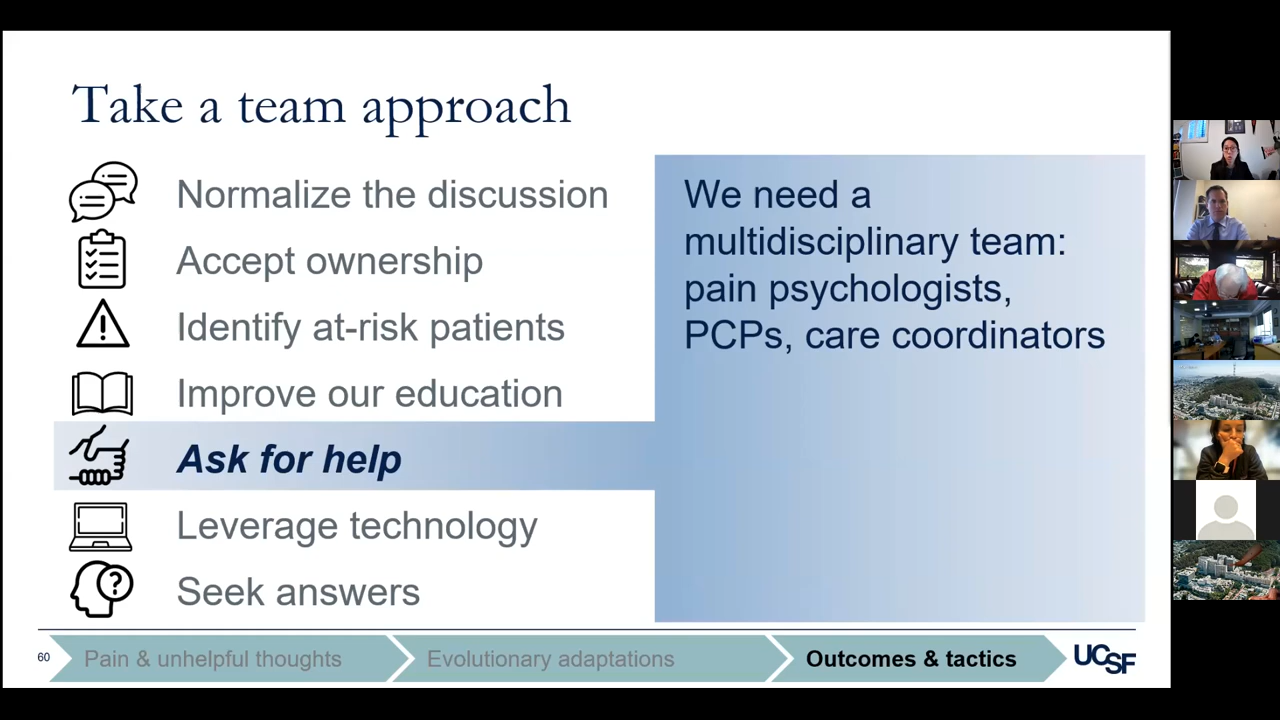 Take a team approach
Normalize the discussion
Accept ownership
Identify at-risk patients
Improve our education
Ask for help
Leverage technology
Seek answers
We need a
multidisciplinary team:
pain psychologists,
PCPs, care coordinators
60
Pain & unhelpful thoughts
Evolutionary adaptations
Outcomes & tactics
UCSF